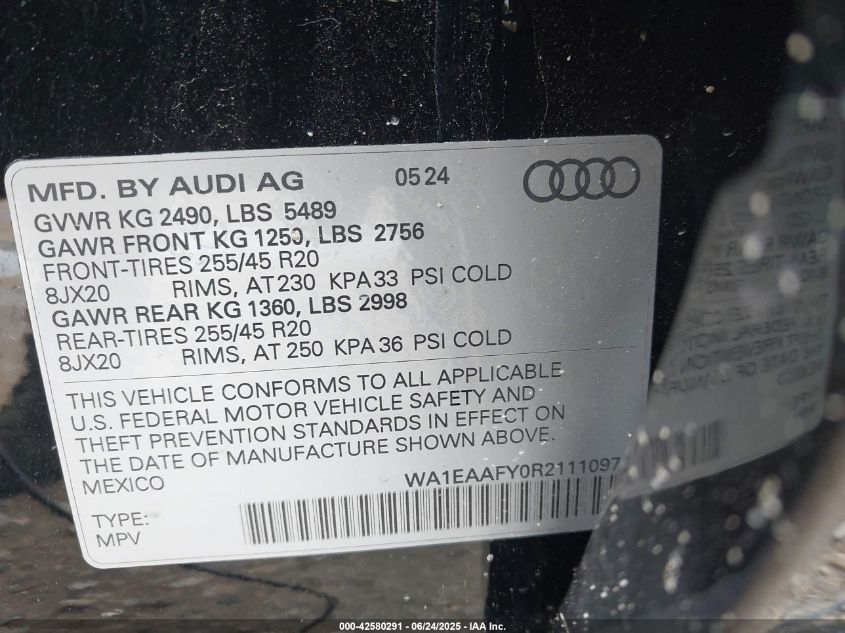 MFD. BY AUDI AG 05 24
GVWR KG 2490, LBS 5489
GAWR FRONT KG 1250, LBS 2756
FRONT-TIRES 255/45 R20
8JX20 RIMS, AT 230 KPA 33 PSI COLD
GAWR REAR KG 1360, LBS 2998
REAR-TIRES 255/45 R20
8JX20 RIMS, AT 250 KPA 36 PSI COLD
THIS VEHICLE CONFORMS TO ALL APPLICABLE
U.S. FEDERAL MOTOR VEHICLE SAFETY AND
THEFT PREVENTION STANDARDS IN EFFECT ON
THE DATE OF MANUFACTURE SHOWN ABOVE.
MEXICO
WA1EAAFY0R2111097
TYPE:
MPV
000-42580291 - 06/24/2025 - IAA, Inc.